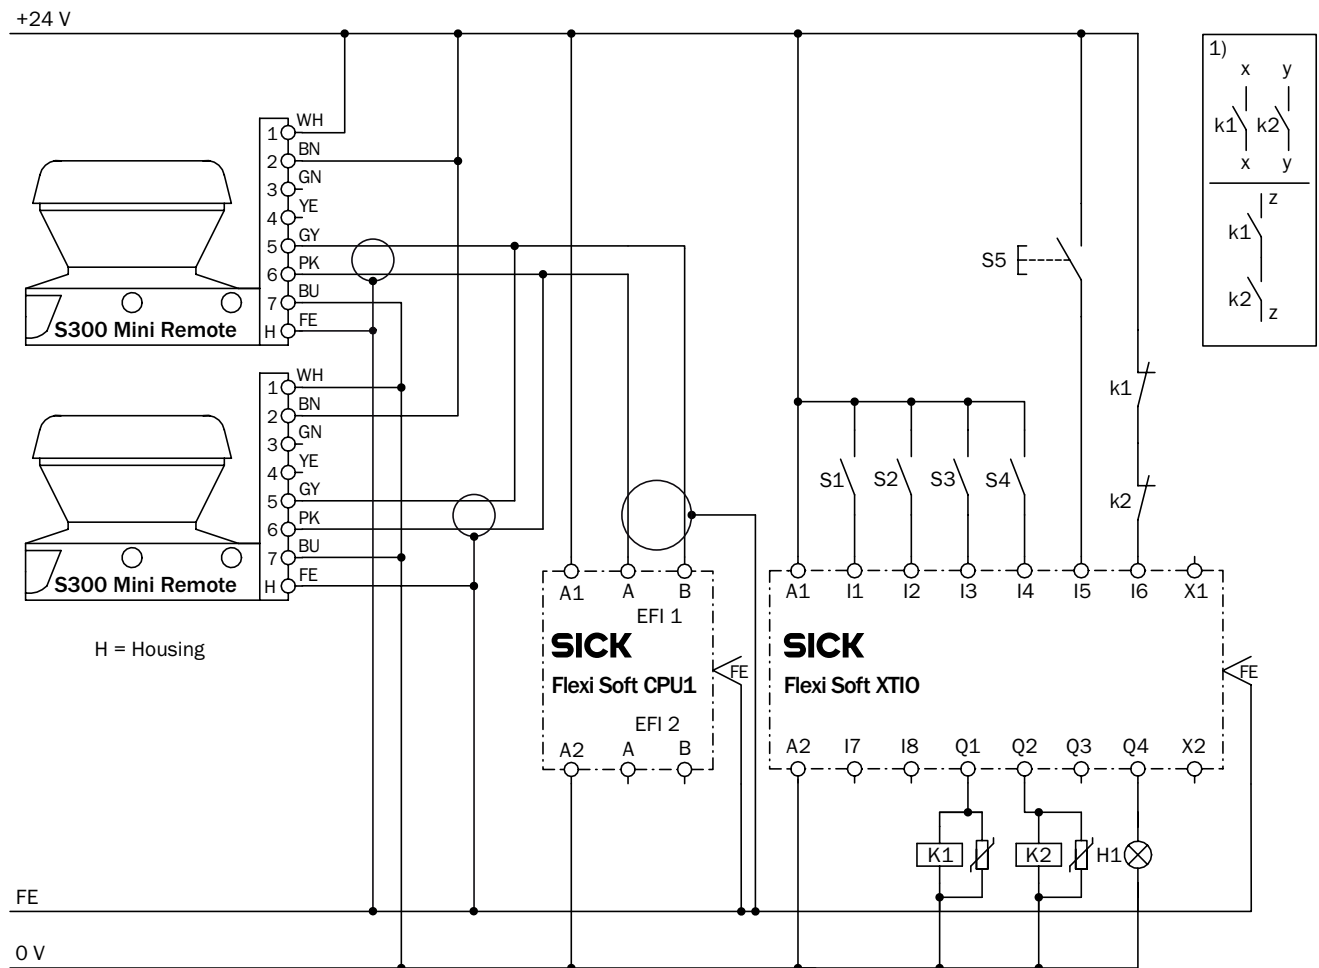 +24 V
1)
x y
k1 k2
x y
z
k1
k2
z
1 WH
2 BN
3 GN
4 YE
5 GY
6 PK
7 BU
H FE
S300 Mini Remote
1 WH
2 BN
3 GN
4 YE
5 GY
6 PK
7 BU
H FE
S300 Mini Remote
H = Housing
S5
k1
k2
S1 S2 S3 S4
A1 A B
EFI 1
SICK
Flexi Soft CPU1
FE
EFI 2
A2 A B
A1 I1 I2 I3 I4 I5 I6 X1
SICK
Flexi Soft XTIO
FE
A2 I7 I8 Q1 Q2 Q3 Q4 X2
K1 K2 H1
FE
0 V